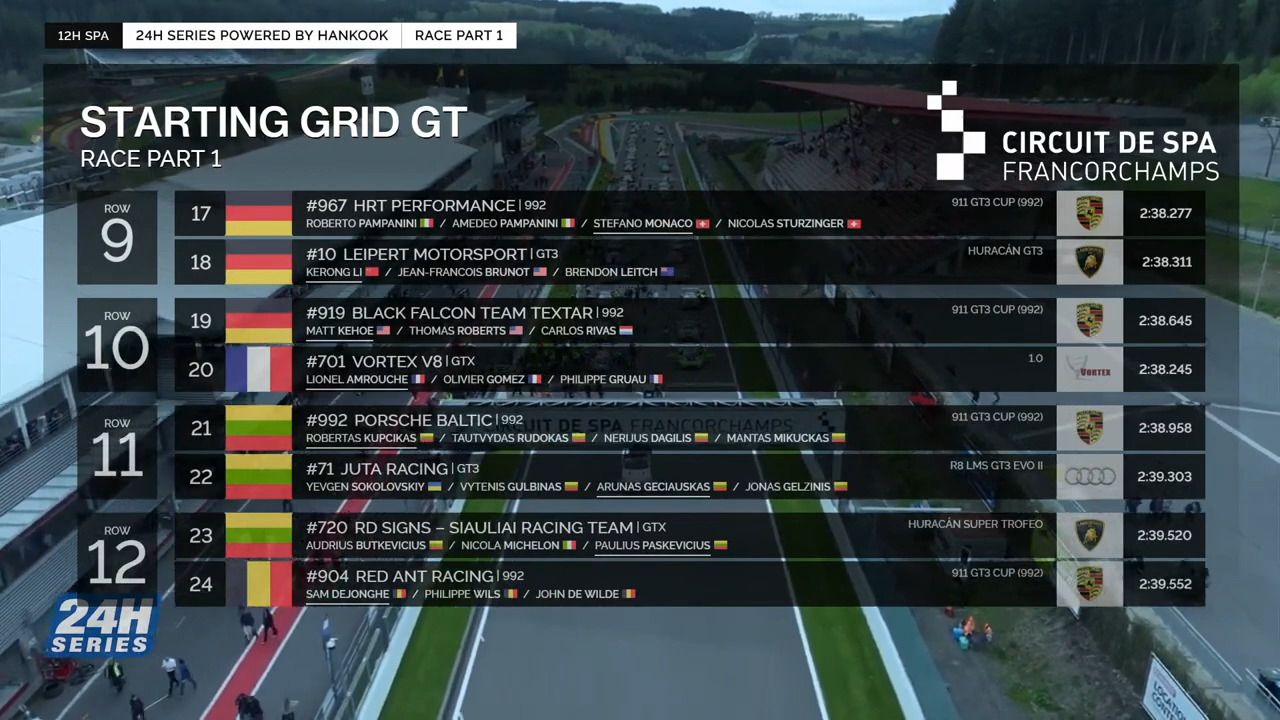 12H SPA 24H SERIES POWERED BY HANKOOK RACE PART 1
STARTING GRID GT
RACE PART 1
CIRCUIT DE SPA
FRANCORCHAMPS
ROW
9
17 #967 HRT PERFORMANCE | 992 911 GT3 CUP (992) 2:38.277
ROBERTO PAMPANINI / AMEDEO PAMPANINI / STEFANO MONACO / NICOLAS STURZINGER
18 #10 LEIPERT MOTORSPORT | GT3 HURACÁN GT3 2:38.311
KERONG LI / JEAN-FRANCOIS BRUNOT / BRENDON LEITCH
ROW
10
19 #919 BLACK FALCON TEAM TEXTAR | 992 911 GT3 CUP (992) 2:38.645
MATT KEHOE / THOMAS ROBERTS / CARLOS RIVAS
20 #701 VORTEX V8 | GTX 1.0 VORTEX 2:38.245
LIONEL AMROUCHE / OLIVIER GOMEZ / PHILIPPE GRUAU
ROW
11
21 #992 PORSCHE BALTIC | 992 911 GT3 CUP (992) 2:38.958
ROBERTAS KUPCIKAS / TAUTVYDAS RUDOKAS / NERIJUS DAGILIS / MANTAS MIKUCKAS
22 #71 JUTA RACING | GT3 R8 LMS GT3 EVO II 2:39.303
YEVGEN SOKOLOVSKIY / VYTENIS GULBINAS / ARUNAS GECIAUSKAS / JONAS GELZINIS
ROW
12
23 #720 RD SIGNS – SIAULIAI RACING TEAM | GTX HURACÁN SUPER TROFEO 2:39.520
AUDRIUS BUTKEVICIUS / NICOLA MICHELON / PAULIUS PASKEVICIUS
24 #904 RED ANT RACING | 992 911 GT3 CUP (992) 2:39.552
SAM DEJONGHE / PHILIPPE WILS / JOHN DE WILDE
24H
SERIES